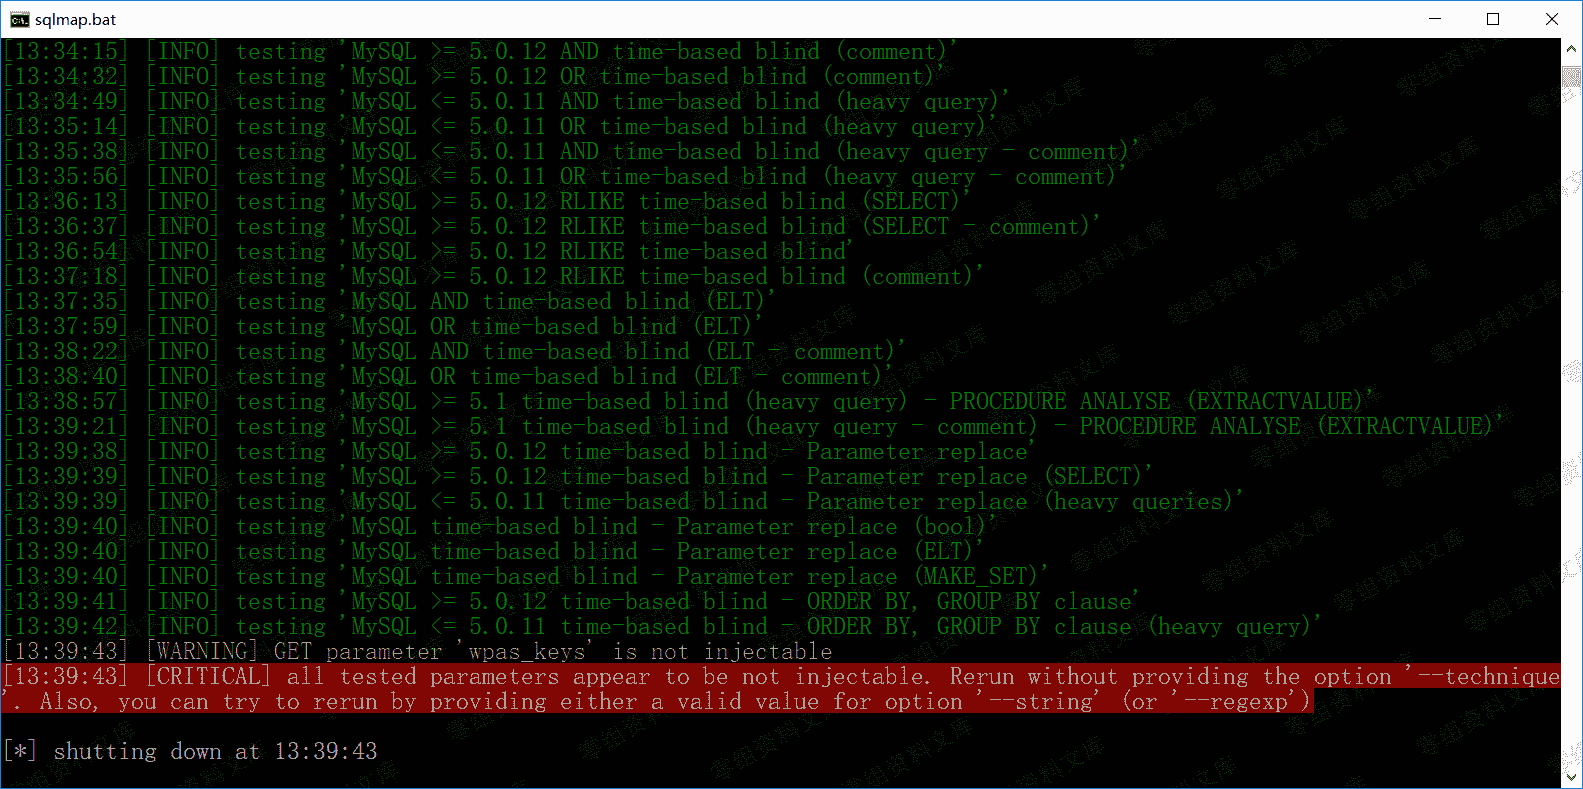 sqlmap.bat
[13:34:15] [INFO] testing 'MySQL >= 5.0.12 AND time-based blind (comment)'
[13:34:32] [INFO] testing 'MySQL >= 5.0.12 OR time-based blind (comment)'
[13:34:49] [INFO] testing 'MySQL <= 5.0.11 AND time-based blind (heavy query)'
[13:35:14] [INFO] testing 'MySQL <= 5.0.11 OR time-based blind (heavy query)'
[13:35:38] [INFO] testing 'MySQL <= 5.0.11 AND time-based blind (heavy query - comment)'
[13:35:56] [INFO] testing 'MySQL <= 5.0.11 OR time-based blind (heavy query - comment)'
[13:36:13] [INFO] testing 'MySQL >= 5.0.12 RLIKE time-based blind (SELECT)'
[13:36:37] [INFO] testing 'MySQL >= 5.0.12 RLIKE time-based blind (SELECT - comment)'
[13:36:54] [INFO] testing 'MySQL >= 5.0.12 RLIKE time-based blind'
[13:37:18] [INFO] testing 'MySQL >= 5.0.12 RLIKE time-based blind (comment)'
[13:37:35] [INFO] testing 'MySQL AND time-based blind (ELT)'
[13:37:59] [INFO] testing 'MySQL OR time-based blind (ELT)'
[13:38:22] [INFO] testing 'MySQL AND time-based blind (ELT - comment)'
[13:38:40] [INFO] testing 'MySQL OR time-based blind (ELT - comment)'
[13:38:57] [INFO] testing 'MySQL >= 5.1 time-based blind (heavy query) - PROCEDURE ANALYSE (EXTRACTVALUE)'
[13:39:21] [INFO] testing 'MySQL >= 5.1 time-based blind (heavy query - comment) - PROCEDURE ANALYSE (EXTRACTVALUE)'
[13:39:38] [INFO] testing 'MySQL >= 5.0.12 time-based blind - Parameter replace'
[13:39:39] [INFO] testing 'MySQL >= 5.0.12 time-based blind - Parameter replace (SELECT)'
[13:39:39] [INFO] testing 'MySQL <= 5.0.11 time-based blind - Parameter replace (heavy queries)'
[13:39:40] [INFO] testing 'MySQL time-based blind - Parameter replace (bool)'
[13:39:40] [INFO] testing 'MySQL time-based blind - Parameter replace (ELT)'
[13:39:40] [INFO] testing 'MySQL time-based blind - Parameter replace (MAKE_SET)'
[13:39:41] [INFO] testing 'MySQL >= 5.0.12 time-based blind - ORDER BY, GROUP BY clause'
[13:39:42] [INFO] testing 'MySQL <= 5.0.11 time-based blind - ORDER BY, GROUP BY clause (heavy query)'
[13:39:43] [WARNING] GET parameter 'wpas_keys' is not injectable
[13:39:43] [CRITICAL] all tested parameters appear to be not injectable. Rerun without providing the option '--technique
'. Also, you can try to rerun by providing either a valid value for option '--string' (or '--regexp')
[*] shutting down at 13:39:43
零组资料文库